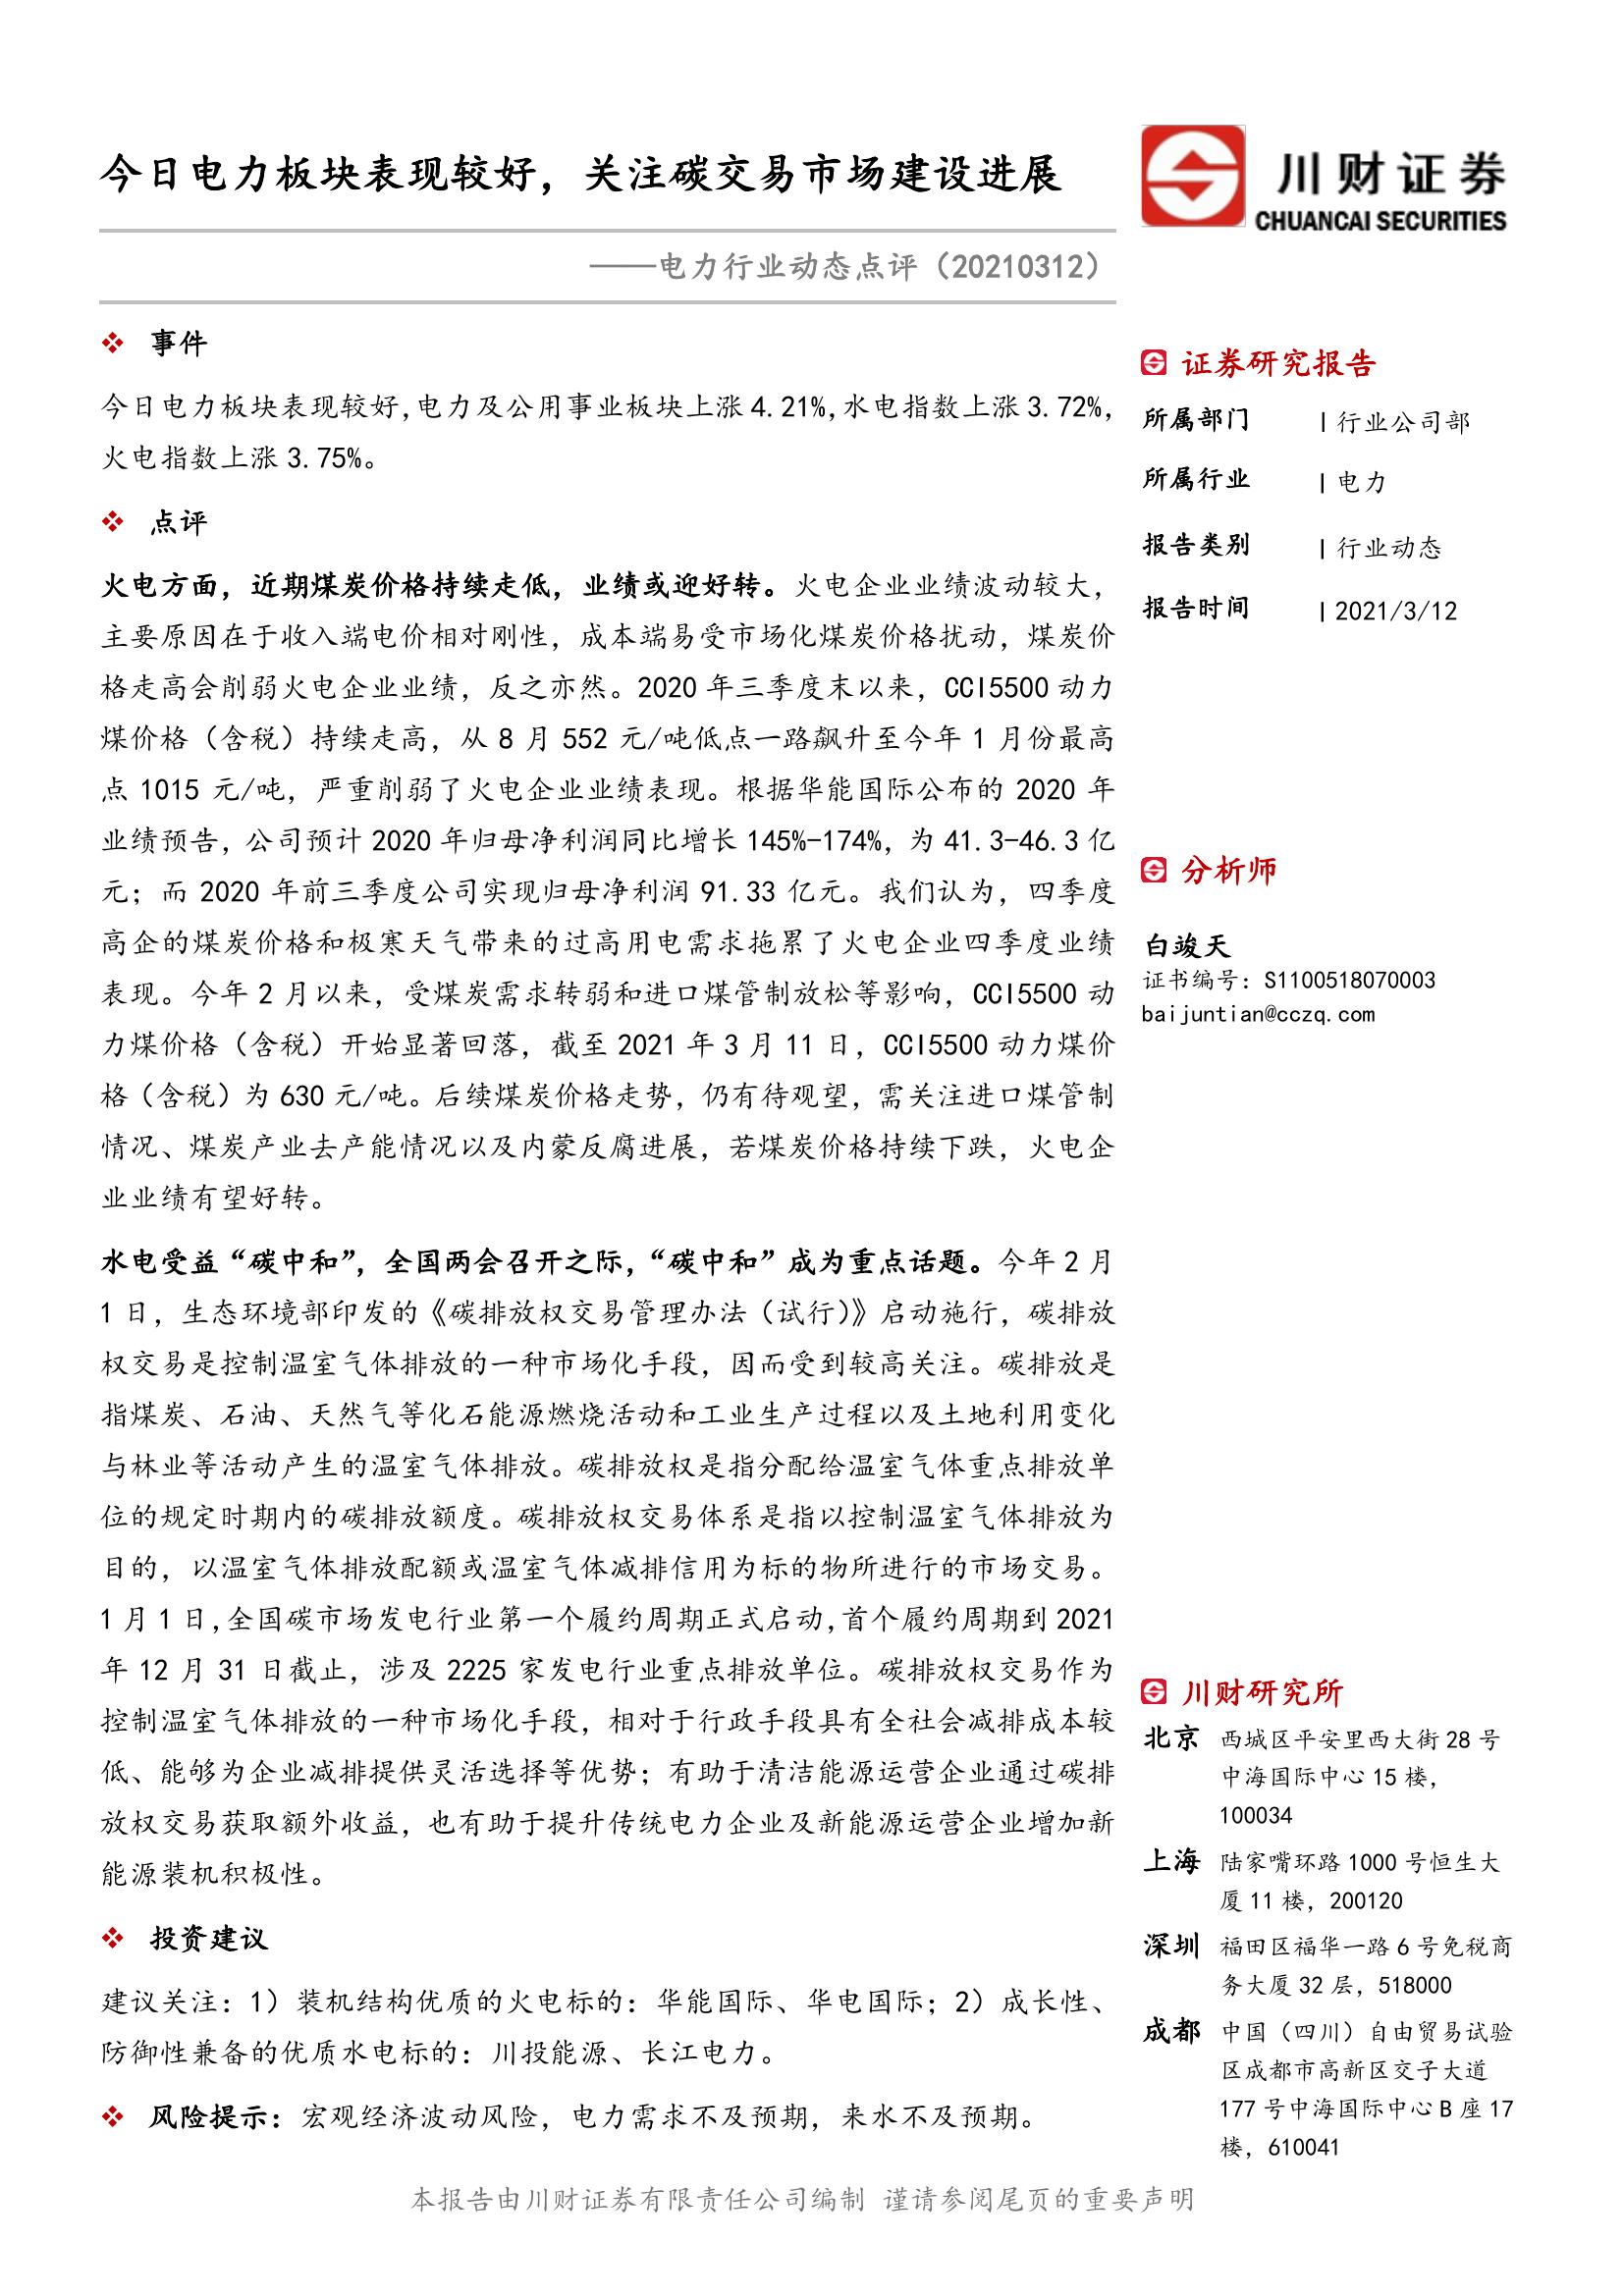 今日电力板块表现较好，关注碳交易市场建设进展
——电力行业动态点评（20210312）
❖ 事件
今日电力板块表现较好,电力及公用事业板块上涨4.21%,水电指数上涨3.72%,
火电指数上涨 3.75%。
❖ 点评
火电方面，近期煤炭价格持续走低，业绩或迎好转。火电企业业绩波动较大，
主要原因在于收入端电价相对刚性，成本端易受市场化煤炭价格扰动，煤炭价
格走高会削弱火电企业业绩，反之亦然。2020 年三季度末以来，CCI5500 动力
煤价格（含税）持续走高，从 8 月 552 元/吨低点一路飙升至今年 1 月份最高
点 1015 元/吨，严重削弱了火电企业业绩表现。根据华能国际公布的 2020 年
业绩预告，公司预计 2020 年归母净利润同比增长 145%-174%，为 41.3-46.3 亿
元；而 2020 年前三季度公司实现归母净利润 91.33 亿元。我们认为，四季度
高企的煤炭价格和极寒天气带来的过高用电需求拖累了火电企业四季度业绩
表现。今年 2 月以来，受煤炭需求转弱和进口煤管制放松等影响，CCI5500 动
力煤价格（含税）开始显著回落，截至 2021 年 3 月 11 日，CCI5500 动力煤价
格（含税）为 630 元/吨。后续煤炭价格走势，仍有待观望，需关注进口煤管制
情况、煤炭产业去产能情况以及内蒙反腐进展，若煤炭价格持续下跌，火电企
业业绩有望好转。
水电受益“碳中和”，全国两会召开之际，“碳中和”成为重点话题。今年 2 月
1 日，生态环境部印发的《碳排放权交易管理办法（试行）》启动施行，碳排放
权交易是控制温室气体排放的一种市场化手段，因而受到较高关注。碳排放是
指煤炭、石油、天然气等化石能源燃烧活动和工业生产过程以及土地利用变化
与林业等活动产生的温室气体排放。碳排放权是指分配给温室气体重点排放单
位的规定时期内的碳排放额度。碳排放权交易体系是指以控制温室气体排放为
目的，以温室气体排放配额或温室气体减排信用为标的物所进行的市场交易。
1 月 1 日,全国碳市场发电行业第一个履约周期正式启动,首个履约周期到 2021
年 12 月 31 日截止，涉及 2225 家发电行业重点排放单位。碳排放权交易作为
控制温室气体排放的一种市场化手段，相对于行政手段具有全社会减排成本较
低、能够为企业减排提供灵活选择等优势；有助于清洁能源运营企业通过碳排
放权交易获取额外收益，也有助于提升传统电力企业及新能源运营企业增加新
能源装机积极性。
❖ 投资建议
建议关注：1）装机结构优质的火电标的：华能国际、华电国际；2）成长性、
防御性兼备的优质水电标的：川投能源、长江电力。
❖ 风险提示：宏观经济波动风险，电力需求不及预期，来水不及预期。
川财证券
CHUANCAI SECURITIES
证券研究报告
所属部门 | 行业公司部
所属行业 | 电力
报告类别 | 行业动态
报告时间 | 2021/3/12
分析师
白竣天
证书编号：S1100518070003
baijuntian@cczq.com
川财研究所
北京 西城区平安里西大街 28 号
中海国际中心 15 楼，
100034
上海 陆家嘴环路 1000 号恒生大
厦 11 楼，200120
深圳 福田区福华一路 6 号免税商
务大厦 32 层，518000
成都 中国（四川）自由贸易试验
区成都市高新区交子大道
177 号中海国际中心 B 座 17
楼，610041
本报告由川财证券有限责任公司编制 谨请参阅尾页的重要声明